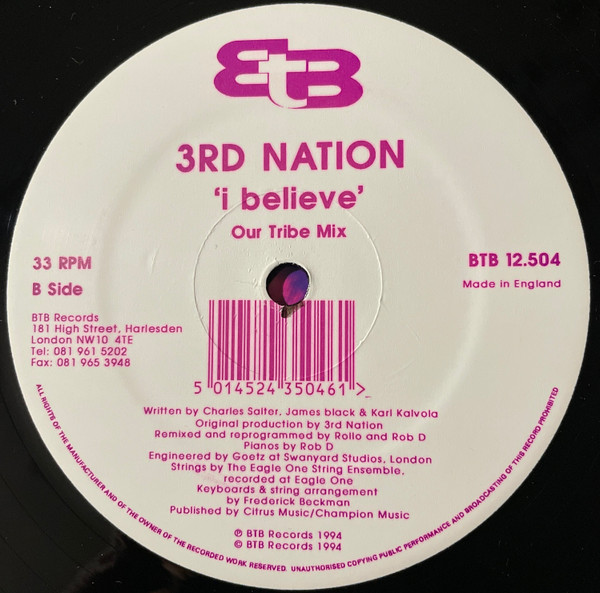 BtB
3RD NATION
'i believe'
Our Tribe Mix
33 RPM
B Side
BTB 12.504
Made in England
BTB Records
181 High Street, Harlesden
London NW10 4TE
Tel: 081 961 5202
Fax: 081 965 3948
5 014524 350461 >
Written by Charles Salter, James black & Karl Kalvola
Original production by 3rd Nation
Remixed and reprogrammed by Rollo and Rob D
Pianos by Rob D
Engineered by Goetz at Swanyard Studios, London
Strings by The Eagle One String Ensemble,
recorded at Eagle One
Keyboards & string arrangement
by Frederick Beckman
Published by Citrus Music/Champion Music
℗ BTB Records 1994
© BTB Records 1994
ALL RIGHTS OF THE MANUFACTURER AND OF THE OWNER OF THE RECORDED WORK RESERVED. UNAUTHORISED COPYING PUBLIC PERFORMANCE AND BROADCASTING OF THIS RECORD PROHIBITED